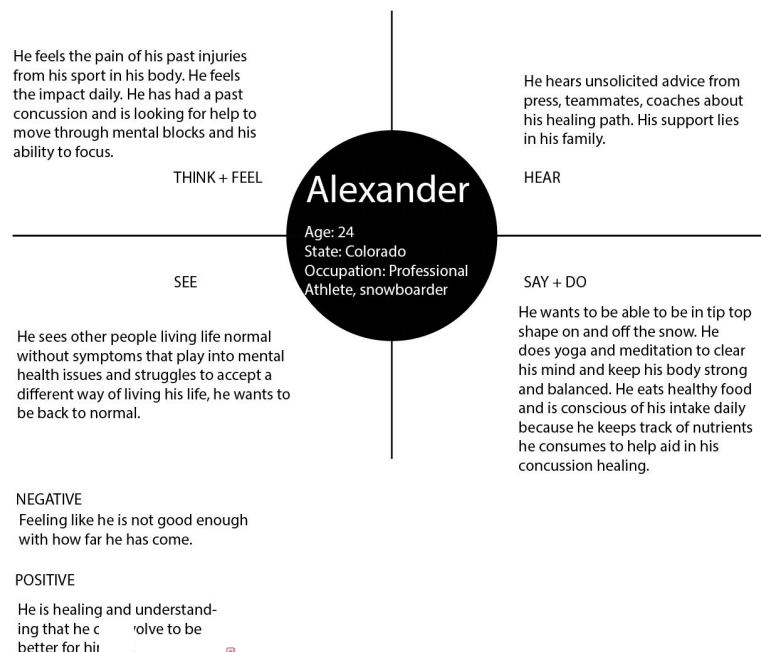 He feels the pain of his past injuries
from his sport in his body. He feels
the impact daily. He has had a past
concussion and is looking for help to
move through mental blocks and his
ability to focus.
THINK + FEEL
He hears unsolicited advice from
press, teammates, coaches about
his healing path. His support lies
in his family.
HEAR
Alexander
Age: 24
State: Colorado
Occupation: Professional
Athlete, snowboarder
SEE
He sees other people living life normal
without symptoms that play into mental
health issues and struggles to accept a
different way of living his life, he wants to
be back to normal.
SAY + DO
He wants to be able to be in tip top
shape on and off the snow. He
does yoga and meditation to clear
his mind and keep his body strong
and balanced. He eats healthy food
and is conscious of his intake daily
because he keeps track of nutrients
he consumes to help aid in his
concussion healing.
NEGATIVE
Feeling like he is not good enough
with how far he has come.
POSITIVE
He is healing and understand-
ing that he to be
better for